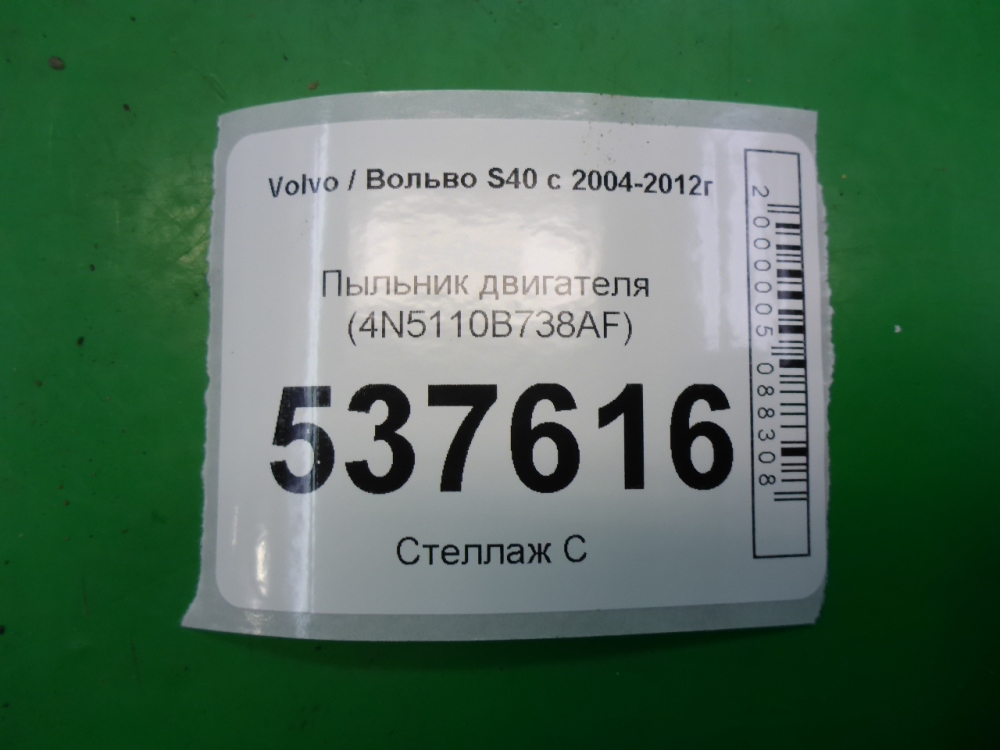 Volvo / Вольво S40 с 2004-2012г
Пыльник двигателя
(4N5110B738AF)
537616
Стеллаж С
2000005088308